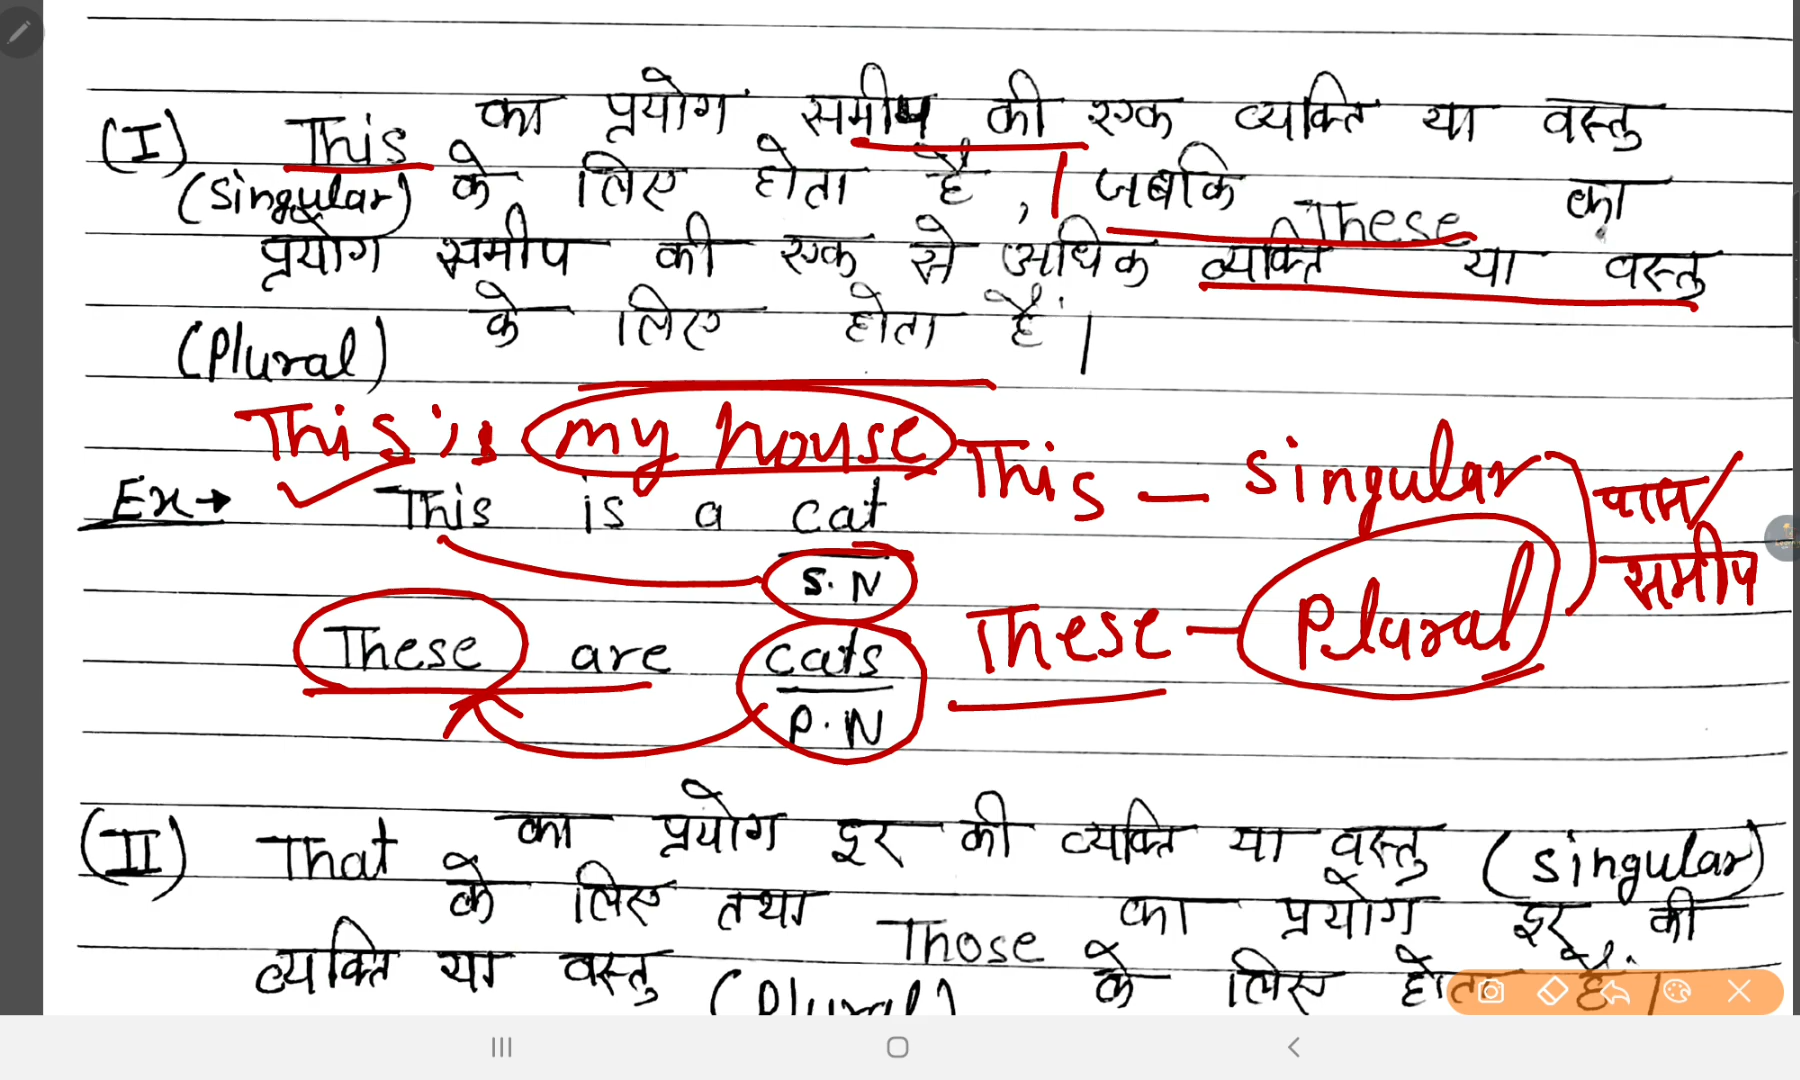 (I) This का प्रयोग समीप की एक व्यक्ति या वस्तु
(singular) के लिए होता है, | जबकि These का
प्रयोग समीप की एक से अधिक व्यक्ति या वस्तु
(Plural) के लिए होता हैं।
This is my house
This - singular
पास/
समीप
Ex→ This is a cat
S.N
These are cats
P.N
These - Plural
(II) That का प्रयोग दूर की व्यक्ति या वस्तु (singular)
के लिए तथा Those का प्रयोग दूर की
व्यक्ति या वस्तु (Plural) के लिए होता हैं।